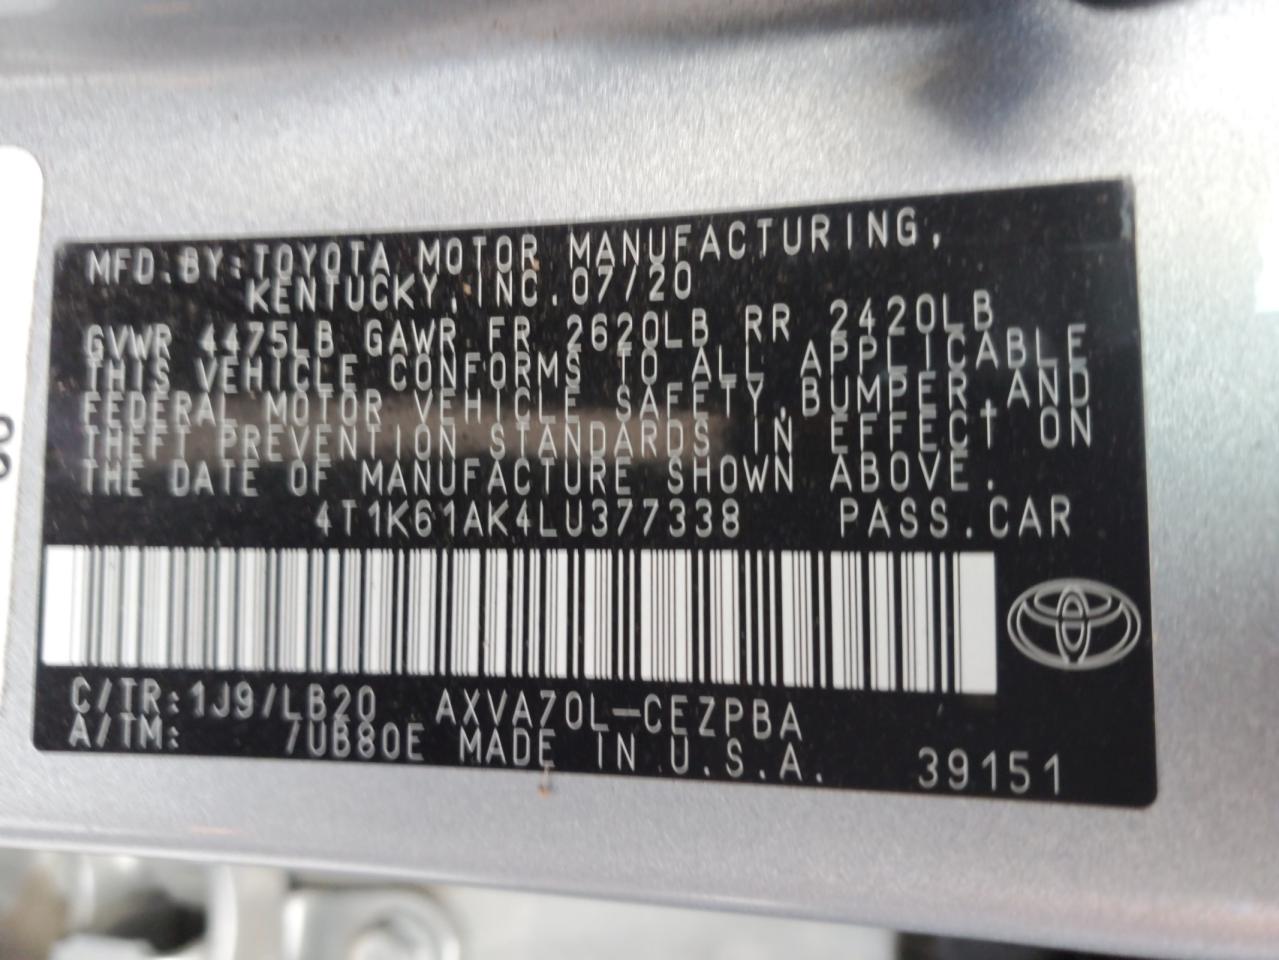 MFD.BY:TOYOTA MOTOR MANUFACTURING,
KENTUCKY,INC.07/20
GVWR 4475LB GAWR FR 2620LB RR 2420LB
THIS VEHICLE CONFORMS TO ALL APPLICABLE
FEDERAL MOTOR VEHICLE SAFETY,BUMPER,AND
THEFT PREVENTION STANDARDS IN EFFECT ON
THE DATE OF MANUFACTURE SHOWN ABOVE.
4T1K61AK4LU377338 PASS.CAR
C/TR:1J9/LB20 AXVA70L-CEZPBA
A/TM: /UB80E MADE IN U.S.A. 39151